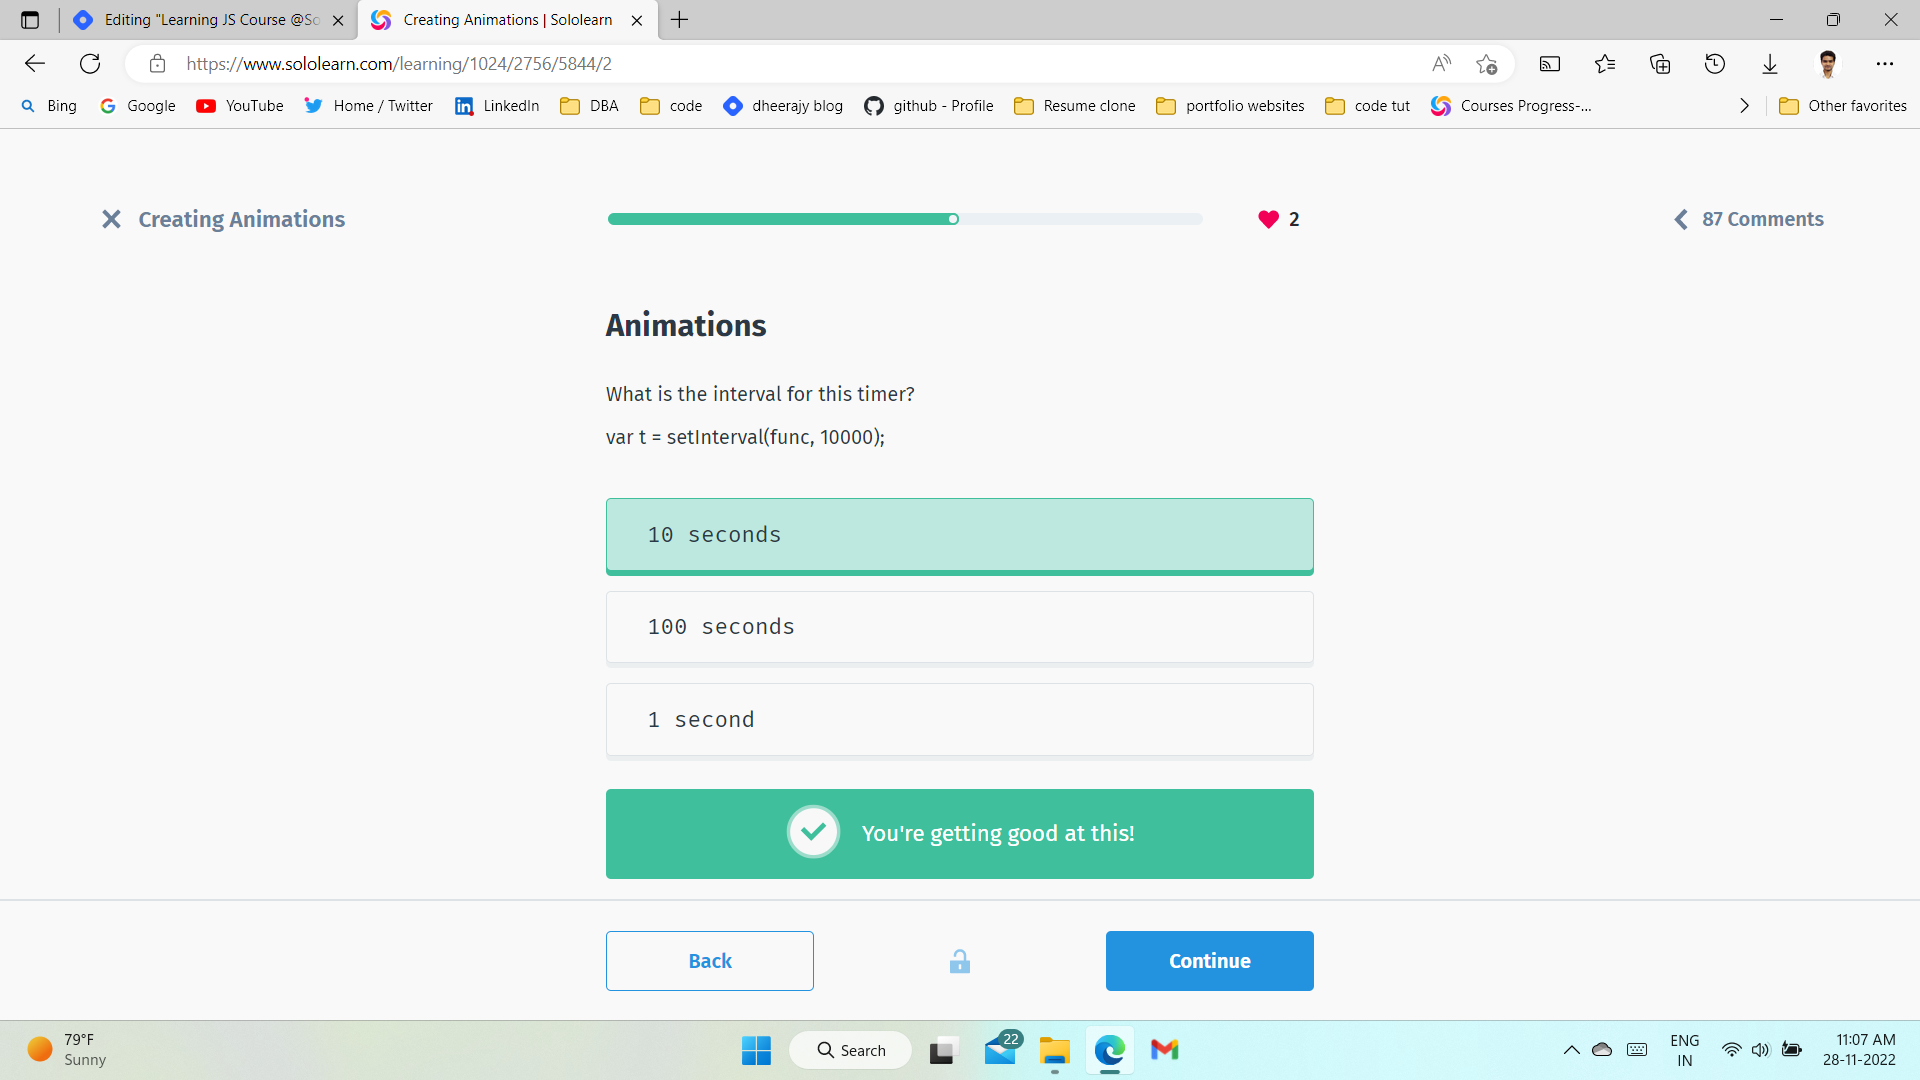 Editing "Learning JS Course @So
Creating Animations | Sololearn
https://www.sololearn.com/learning/1024/2756/5844/2
Bing
Google
YouTube
Home / Twitter
LinkedIn
DBA
code
dheerajy blog
github - Profile
Resume clone
portfolio websites
code tut
Courses Progress-...
Other favorites
Creating Animations
2
87 Comments
Animations
What is the interval for this timer?
var t = setInterval(func, 10000);
10 seconds
100 seconds
1 second
You're getting good at this!
Back
Continue
79°F
Sunny
Search
22
ENG
IN
11:07 AM
28-11-2022